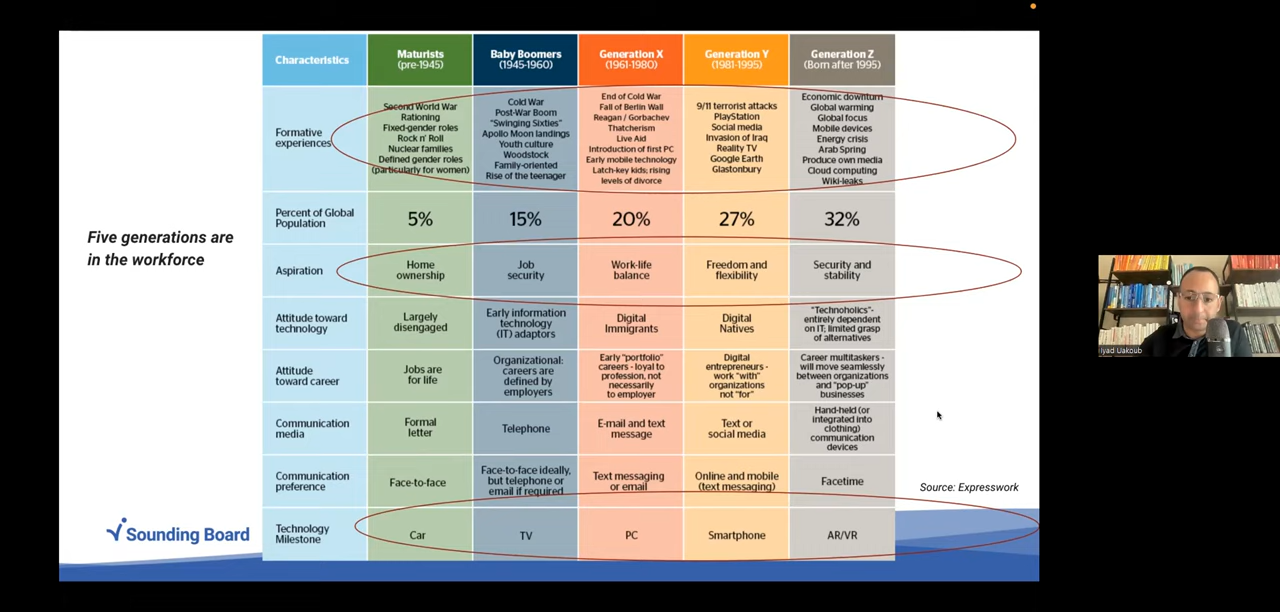 Five generations are
in the workforce
Sounding Board
Characteristics
Maturists
(pre-1945)
Baby Boomers
(1945-1960)
Generation X
(1961-1980)
Generation Y
(1981-1995)
Generation Z
(Born after 1995)
Formative
experiences
Second World War
Rationing
Fixed-gender roles
Rock n' Roll
Nuclear families
Defined gender roles
(particularly for women)
Cold War
Post-War Boom
"Swinging Sixties"
Apollo Moon landings
Youth culture
Woodstock
Family-oriented
Rise of the teenager
End of Cold War
Fall of Berlin Wall
Reagan / Gorbachev
Thatcherism
Live Aid
Introduction of first PC
Early mobile technology
Latch-key kids; rising
levels of divorce
9/11 terrorist attacks
PlayStation
Social media
Invasion of Iraq
Reality TV
Google Earth
Glastonbury
Economic downturn
Global warming
Global focus
Mobile devices
Energy crisis
Arab Spring
Produce own media
Cloud computing
Wiki-leaks
Percent of Global
Population
5%
15%
20%
27%
32%
Aspiration
Home
ownership
Job
security
Work-life
balance
Freedom and
flexibility
Security and
stability
Attitude toward
technology
Largely
disengaged
Early information
technology
(IT) adaptors
Digital
Immigrants
Digital
Natives
"Technoholics"-
entirely dependent
on IT; limited grasp
of alternatives
Attitude
toward career
Jobs are
for life
Organizational:
careers are
defined by
employers
Early "portfolio"
careers - loyal to
profession, not
necessarily
to employer
Digital
entrepreneurs -
work "with"
organizations
not "for"
Career multitaskers -
will move seamlessly
between organizations
and "pop-up"
businesses
Communication
media
Formal
letter
Telephone
E-mail and text
message
Text or
social media
Hand-held (or
integrated into
clothing)
communication
devices
Communication
preference
Face-to-face
Face-to-face ideally,
but telephone or
email if required
Text messaging
or email
Online and mobile
(text messaging)
Facetime
Technology
Milestone
Car
TV
PC
Smartphone
AR/VR
Source: Expresswork
Iyad Uakoub